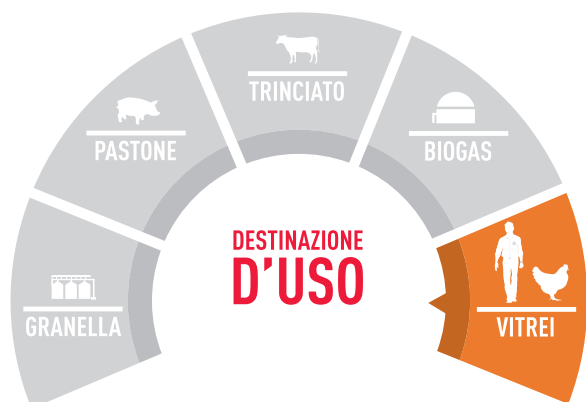 TRINCIATO
PASTONE
BIOGAS
DESTINAZIONE
D'USO
GRANELLA
VITREI